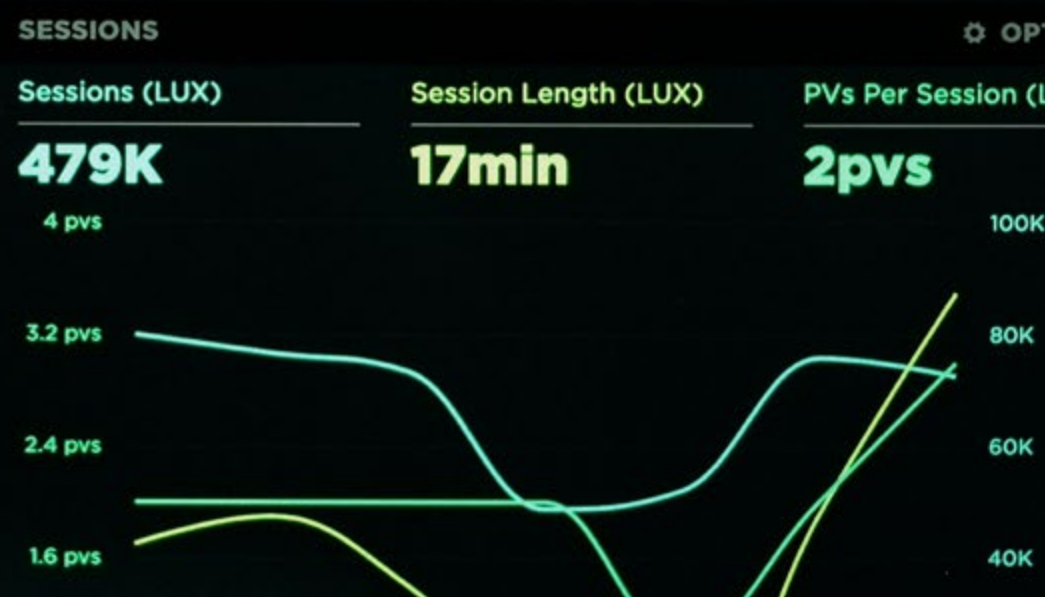 SESSIONS
Sessions (LUX) Session Length (LUX) PVs Per Session
479K 17min 2pvs
4 pvs 100K
3.2 pvs 80K
2.4 pvs 60K
1.6 pvs 40K